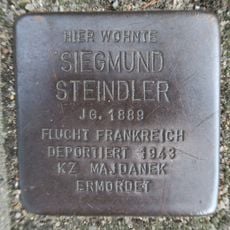 HIER WOHNTE
SIEGMUND
STEINDLER
JG. 1889
FLUCHT FRANKREICH
DEPORTIERT 1943
KZ MAJDANEK
ERMORDET